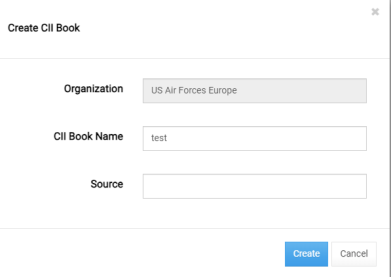 ×
Create CII Book
Organization US Air Forces Europe
CII Book Name test
Source
Create Cancel